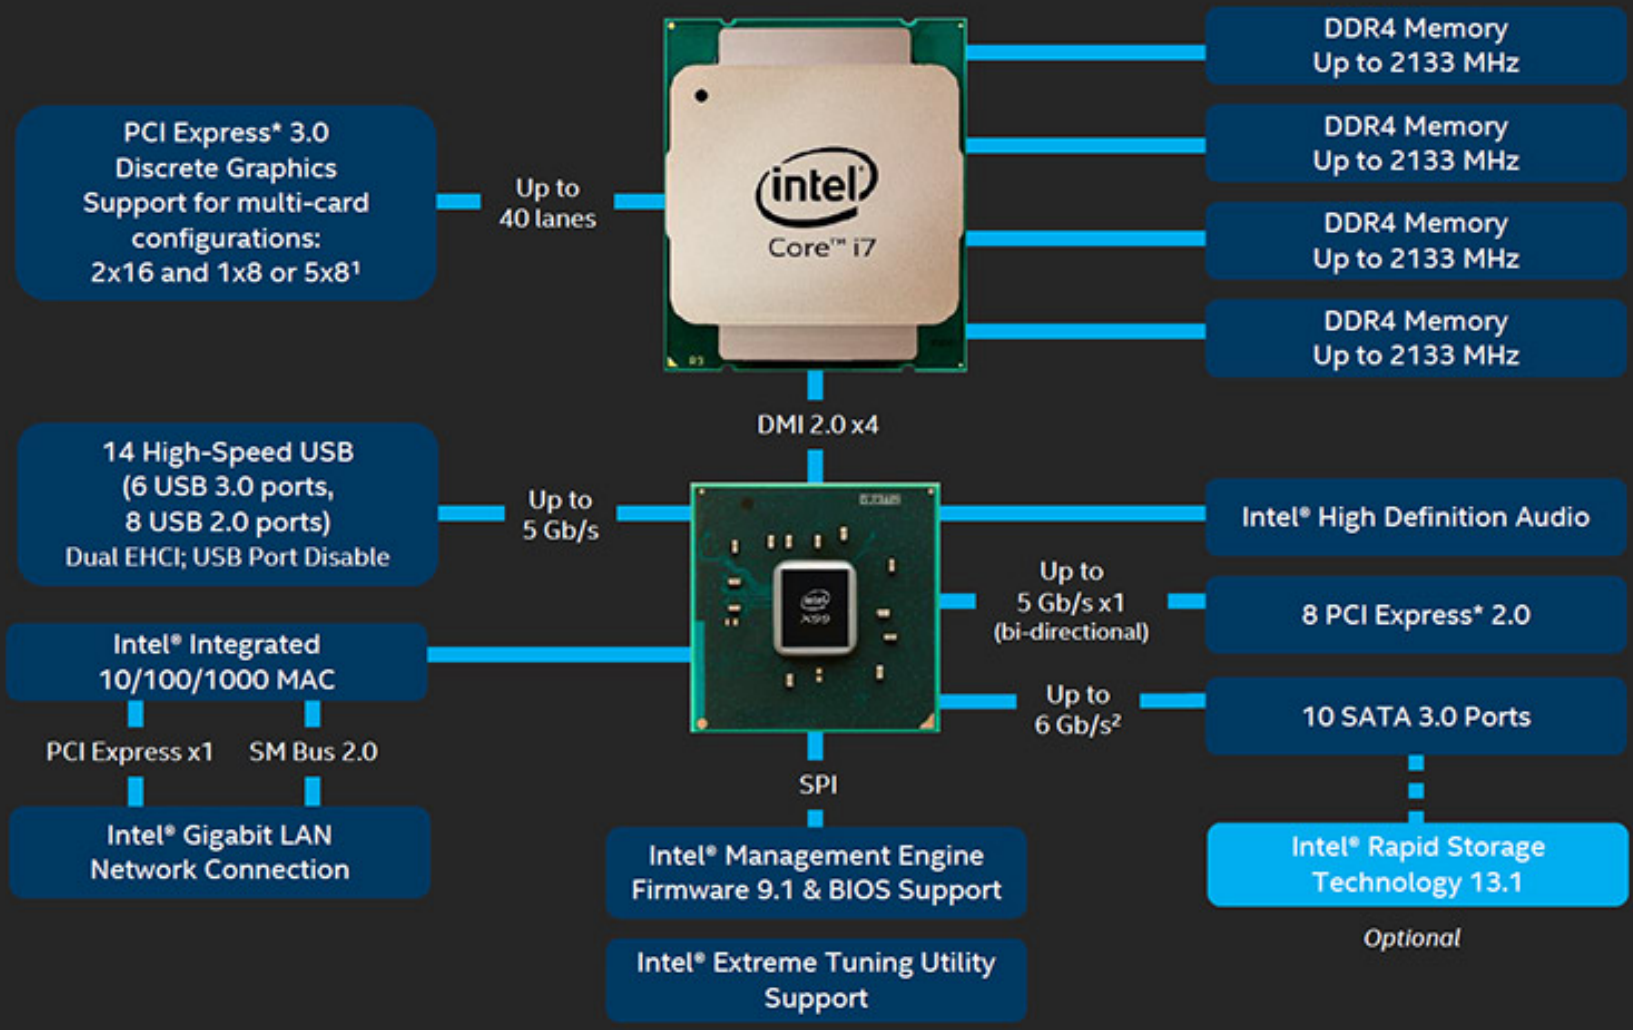 PCI Express* 3.0
Discrete Graphics
Support for multi-card
configurations:
2x16 and 1x8 or 5x8¹
Up to
40 lanes
intel
Core™ i7
R3
DDR4 Memory
Up to 2133 MHz
DDR4 Memory
Up to 2133 MHz
DDR4 Memory
Up to 2133 MHz
DDR4 Memory
Up to 2133 MHz
DMI 2.0 x4
14 High-Speed USB
(6 USB 3.0 ports,
8 USB 2.0 ports)
Dual EHCI; USB Port Disable
Up to
5 Gb/s
intel
X99
Intel® High Definition Audio
Up to
5 Gb/s x1
(bi-directional)
8 PCI Express* 2.0
Up to
6 Gb/s²
10 SATA 3.0 Ports
Intel® Rapid Storage
Technology 13.1
Optional
Intel® Integrated
10/100/1000 MAC
PCI Express x1
SM Bus 2.0
Intel® Gigabit LAN
Network Connection
SPI
Intel® Management Engine
Firmware 9.1 & BIOS Support
Intel® Extreme Tuning Utility
Support